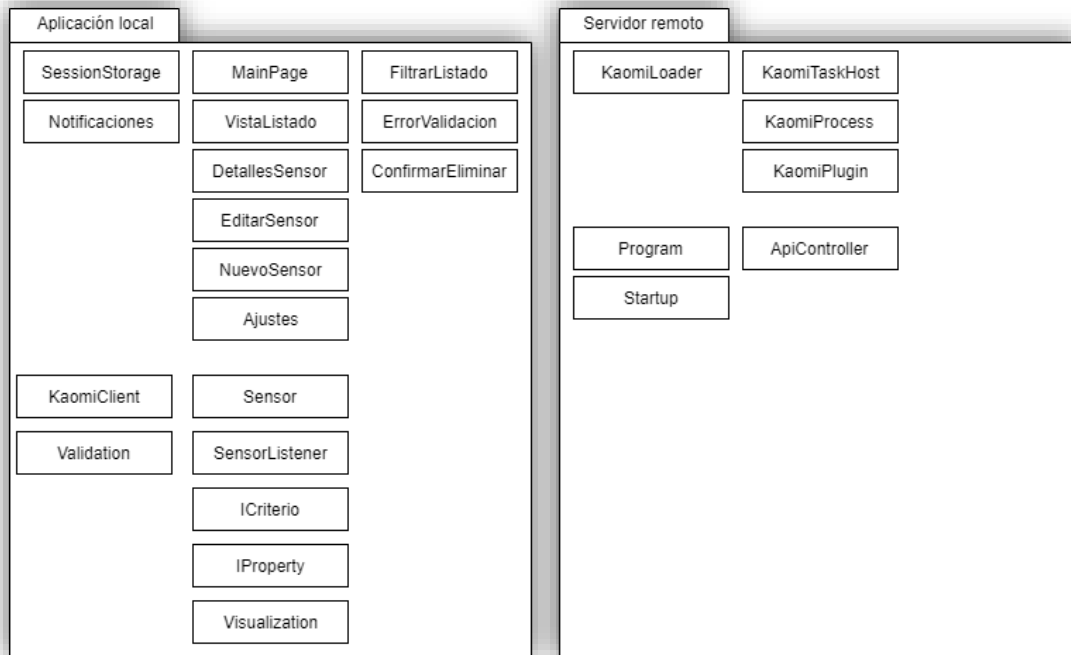 Aplicación local
SessionStorage
MainPage
FiltrarListado
Notificaciones
VistaListado
ErrorValidacion
DetallesSensor
ConfirmarEliminar
EditarSensor
NuevoSensor
Ajustes
KaomiClient
Sensor
Validation
SensorListener
ICriterio
IProperty
Visualization
Servidor remoto
KaomiLoader
KaomiTaskHost
KaomiProcess
KaomiPlugin
Program
ApiController
Startup